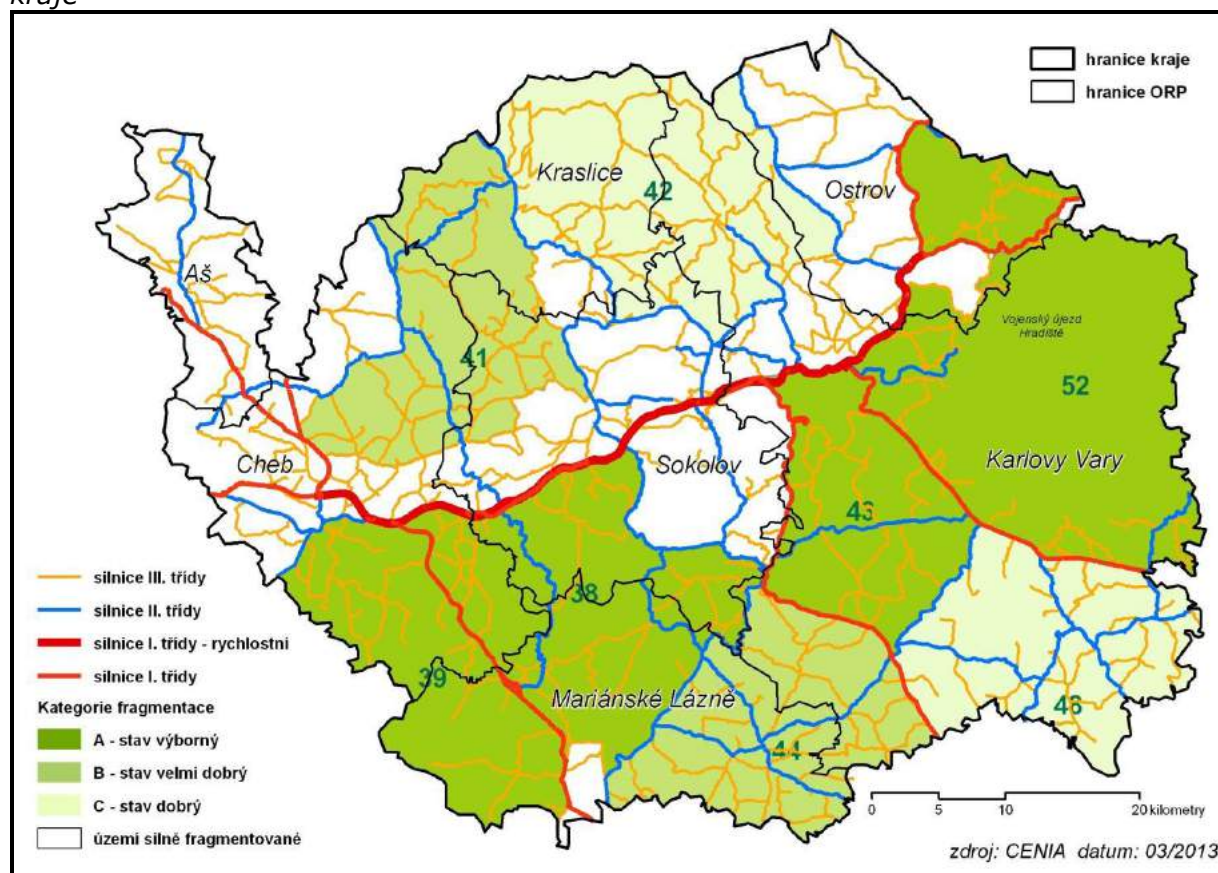 kraje
hranice kraje
hranice ORP
Kraslice
42
Ostrov
Aš
Vojenský újezd
Hradiště
41
52
Cheb
Sokolov
Karlovy Vary
43
silnice III. třídy
silnice II. třídy
silnice I. třídy - rychlostní
silnice I. třídy
38
39
Mariánské Lázně
46
44
Kategorie fragmentace
A - stav výborný
B - stav velmi dobrý
C - stav dobrý
území silně fragmentované
0 5 10 20 kilometry
zdroj: CENIA datum: 03/2013